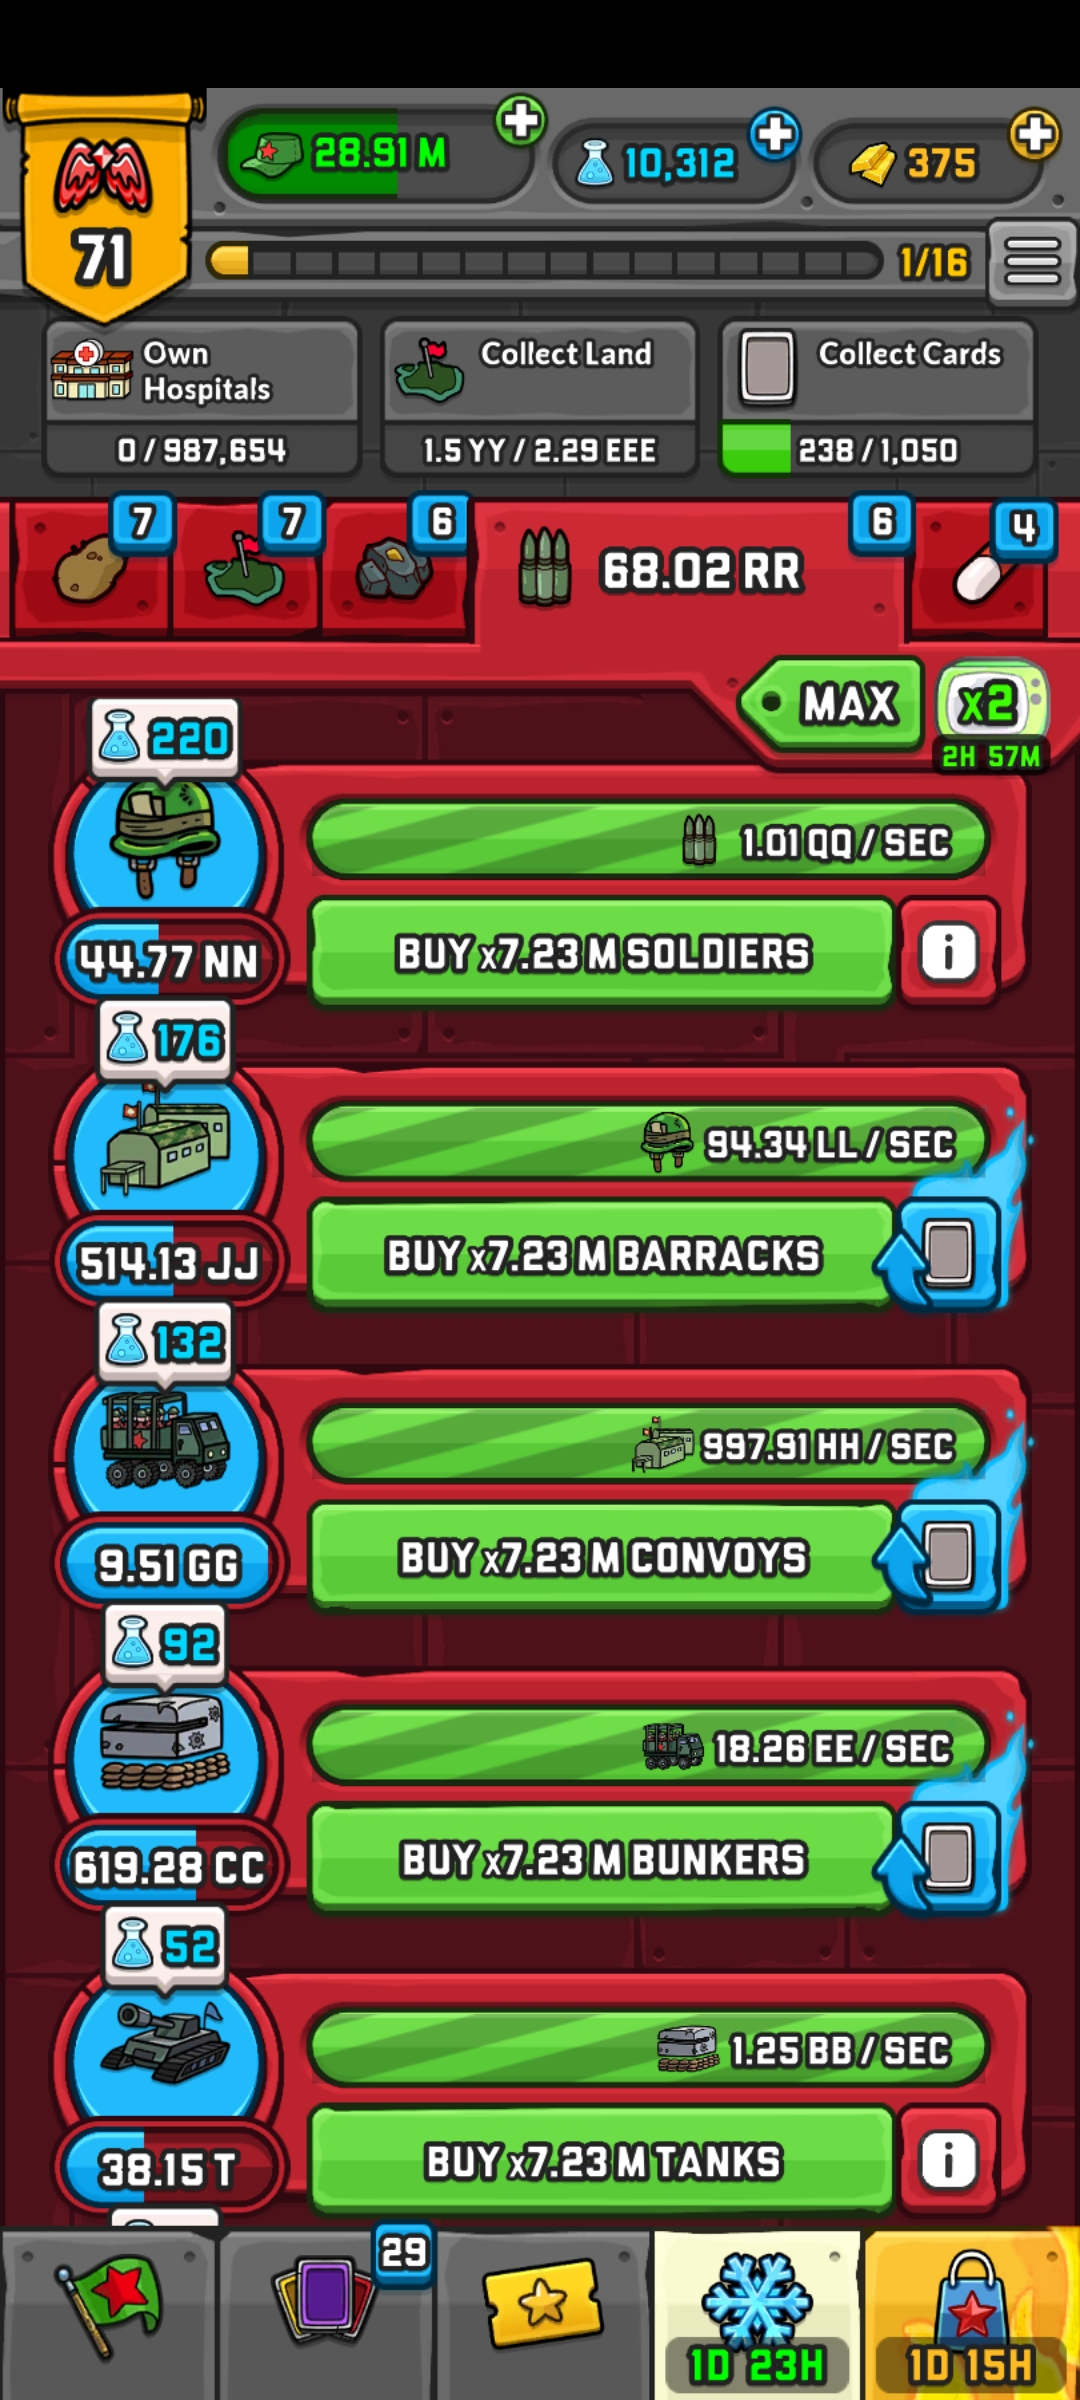 71
28.91 M
10,312
375
1/16
Own
Hospitals
0 / 987,654
Collect Land
1.5 YY / 2.29 EEE
Collect Cards
238 / 1,050
7
7
6
68.02 RR
6
4
MAX
x2
2H 57M
220
1.01 QQ / SEC
44.77 NN
BUY x7.23 M SOLDIERS
i
176
94.34 LL / SEC
514.13 JJ
BUY x7.23 M BARRACKS
132
997.91 HH / SEC
9.51 GG
BUY x7.23 M CONVOYS
92
18.26 EE / SEC
619.28 CC
BUY x7.23 M BUNKERS
52
1.25 BB / SEC
38.15 T
BUY x7.23 M TANKS
i
29
1D 23H
1D 15H